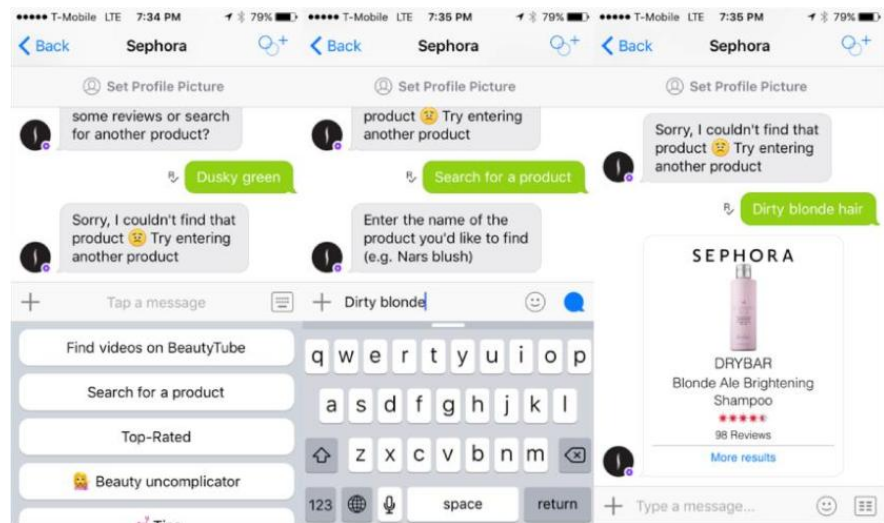 T-Mobile LTE 7:34 PM 79%
Back Sephora
Set Profile Picture
some reviews or search
for another product?
Dusky green
Sorry, I couldn't find that
product 😟 Try entering
another product
Tap a message
Find videos on BeautyTube
Search for a product
Top-Rated
🙍‍♀️ Beauty uncomplicator
T-Mobile LTE 7:35 PM 79%
Back Sephora
Set Profile Picture
product 😟 Try entering
another product
Search for a product
Enter the name of the
product you'd like to find
(e.g. Nars blush)
Dirty blonde
q w e r t y u i o p
a s d f g h j k l
z x c v b n m
123 space return
T-Mobile LTE 7:35 PM 79%
Back Sephora
Set Profile Picture
Sorry, I couldn't find that
product 😟 Try entering
another product
Dirty blonde hair
SEPHORA
DRYBAR
Blonde Ale Brightening
Shampoo
98 Reviews
More results
Type a message...